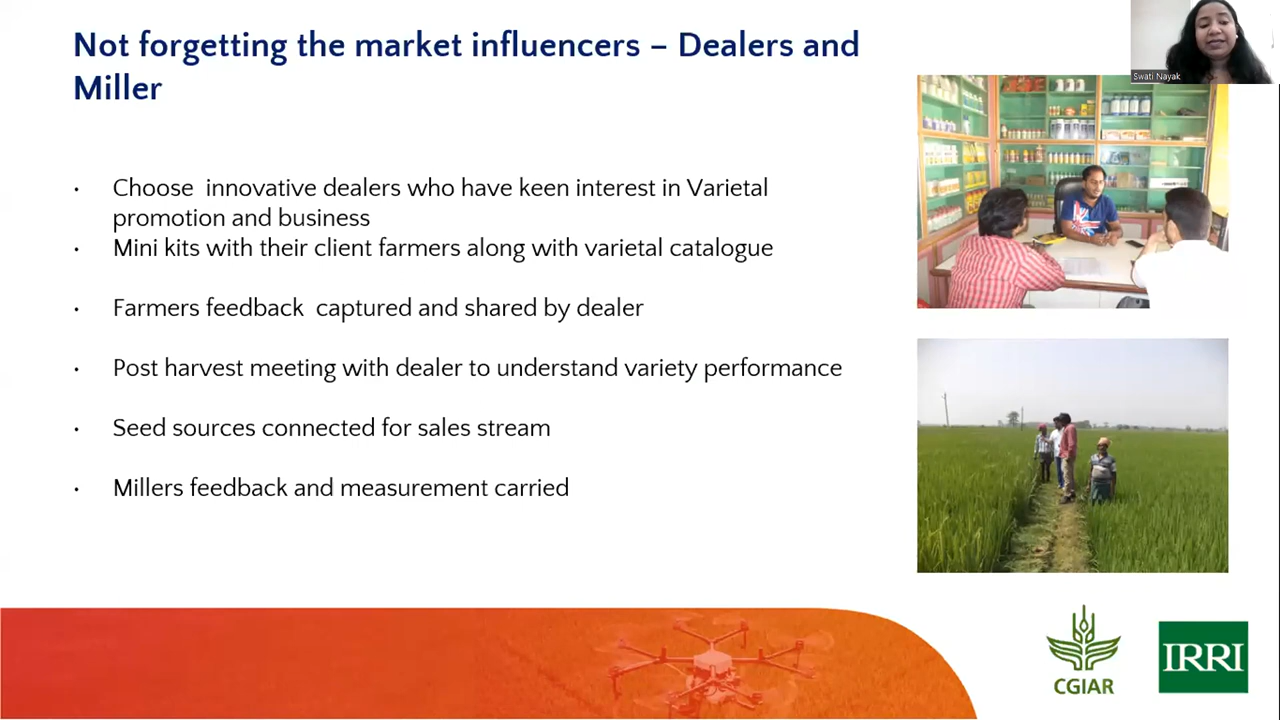 Not forgetting the market influencers – Dealers and
Miller
Swati Nayak
• Choose innovative dealers who have keen interest in Varietal
promotion and business
• Mini kits with their client farmers along with varietal catalogue
• Farmers feedback captured and shared by dealer
• Post harvest meeting with dealer to understand variety performance
• Seed sources connected for sales stream
• Millers feedback and measurement carried
CGIAR
IRRI